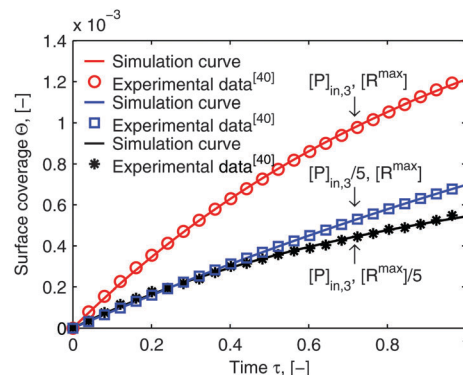 x 10⁻³
1.4
1.2
1
0.8
0.6
0.4
0.2
0
Surface coverage Θ, [–]
Simulation curve
Experimental data[40]
Simulation curve
Experimental data[40]
Simulation curve
Experimental data[40]
[P]in,3, [Rmax]
[P]in,3/5, [Rmax]
[P]in,3, [Rmax]/5
0 0.2 0.4 0.6 0.8
Time τ, [–]